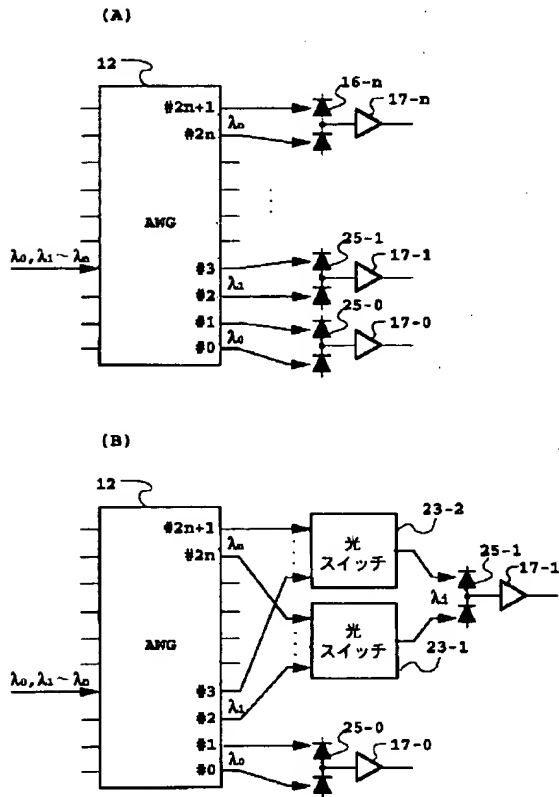 (A)
12
16-n
17-n
#2n+1
λn
#2n
AWG
25-1
17-1
λ0,λ1~λn
#3
#2
λ1
25-0
17-0
#1
#0
λ0
(B)
12
23-2
#2n+1
λn
#2n
光
スイッチ
25-1
17-1
λi
AWG
光
スイッチ
23-1
λ0,λ1~λn
#3
#2
λ1
25-0
17-0
#1
#0
λ0